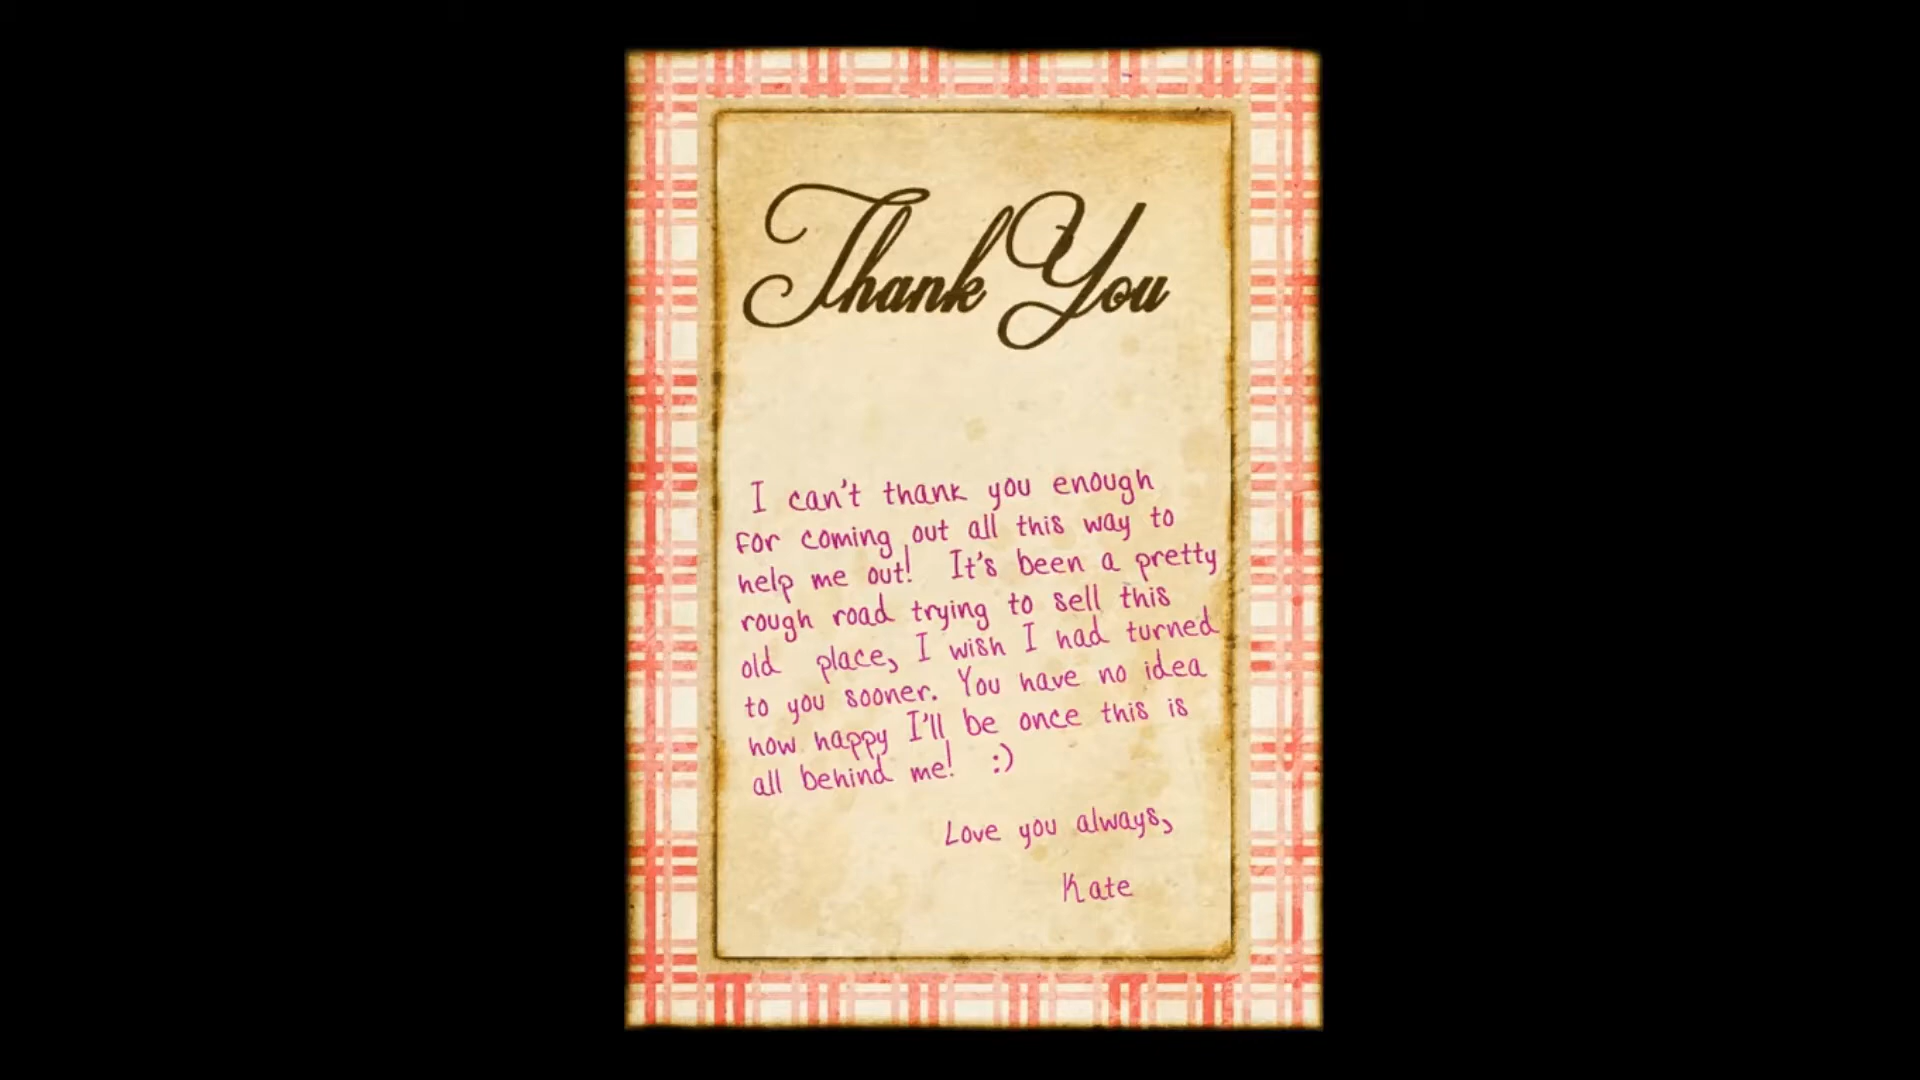 Thank You
I can't thank you enough
for coming out all this way to
help me out! It's been a pretty
rough road trying to sell this
old place, I wish I had turned
to you sooner. You have no idea
how happy I'll be once this is
all behind me! :)
Love you always,
Kate